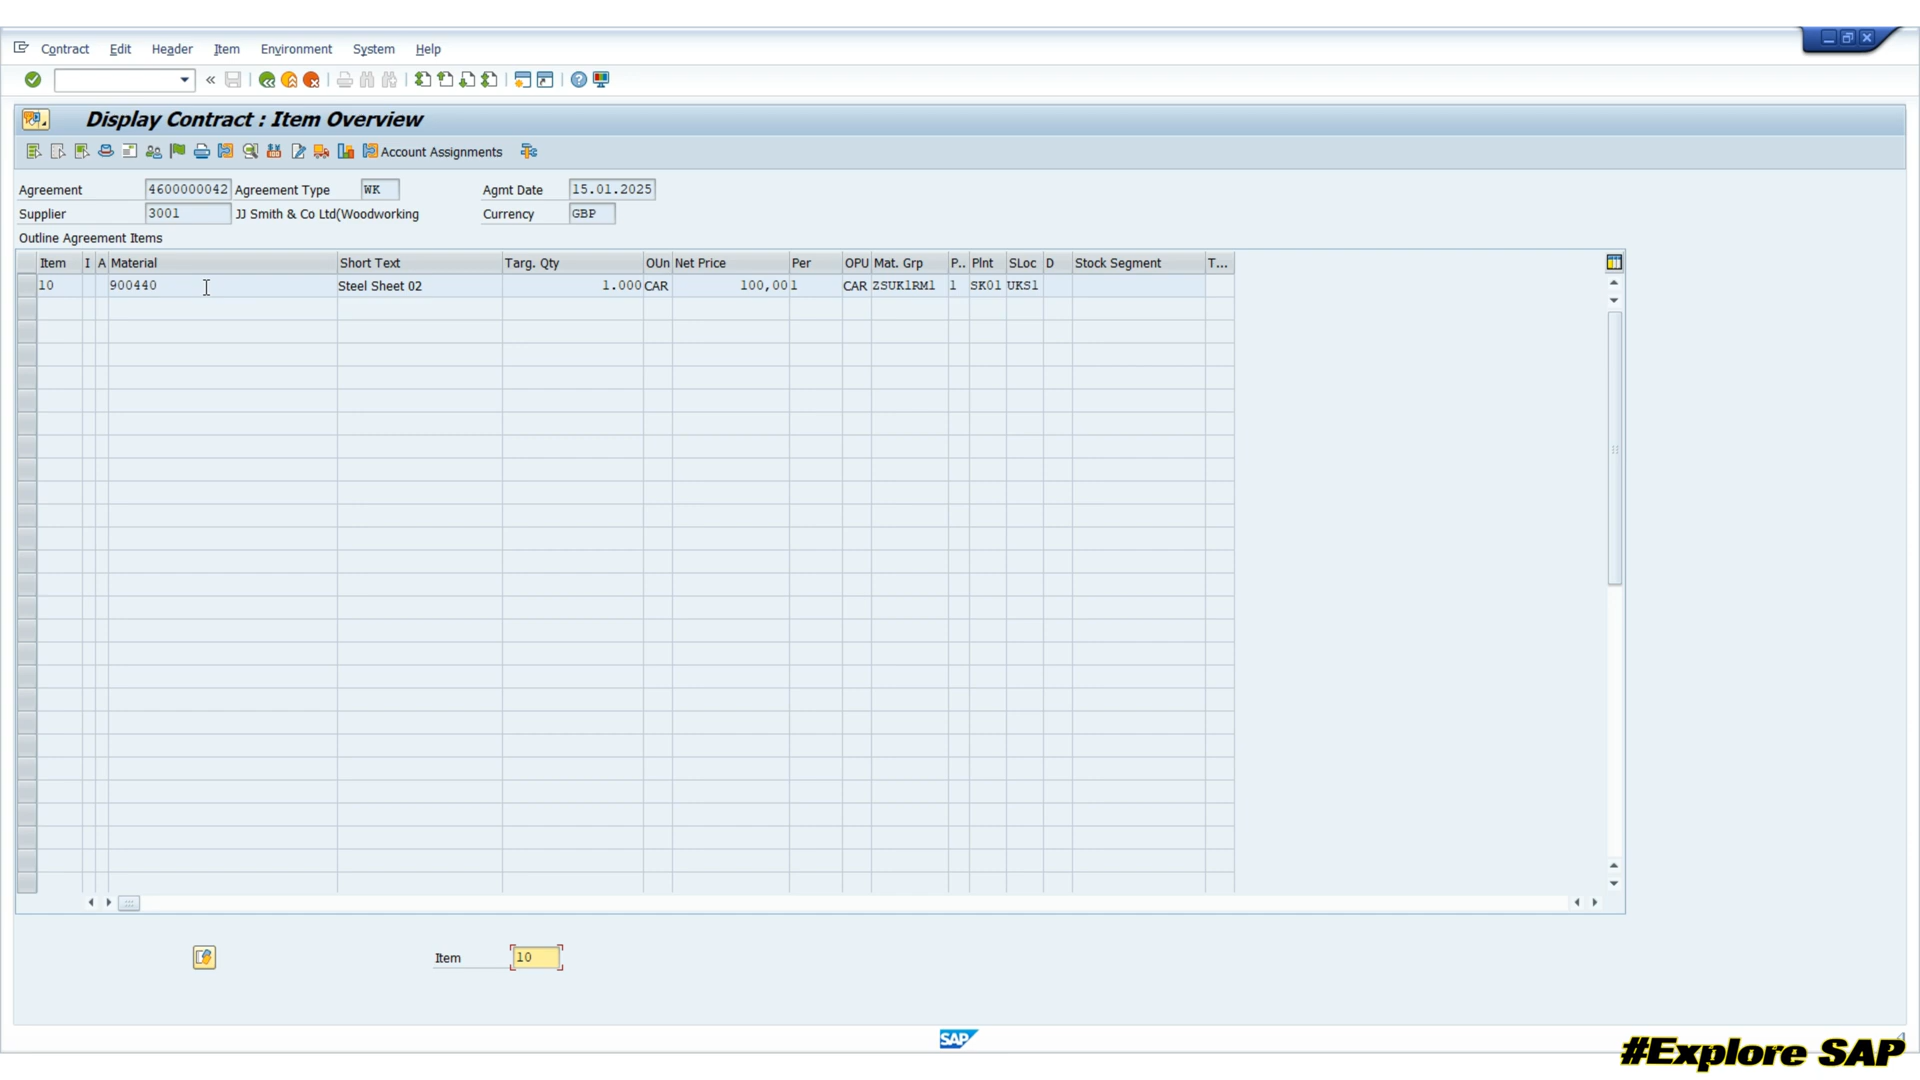 Contract Edit Header Item Environment System Help
Display Contract : Item Overview
Account Assignments
Agreement 4600000042 Agreement Type WK Agmt Date 15.01.2025
Supplier 3001 JJ Smith & Co Ltd(Woodworking Currency GBP
Outline Agreement Items
Item I A Material Short Text Targ. Qty OUn Net Price Per OPU Mat. Grp P.. Plnt SLoc D Stock Segment T...
10 900440 Steel Sheet 02 1.000 CAR 100,00 1 CAR ZSUK1RM1 1 SK01 UKS1
Item 10
SAP
#Explore SAP